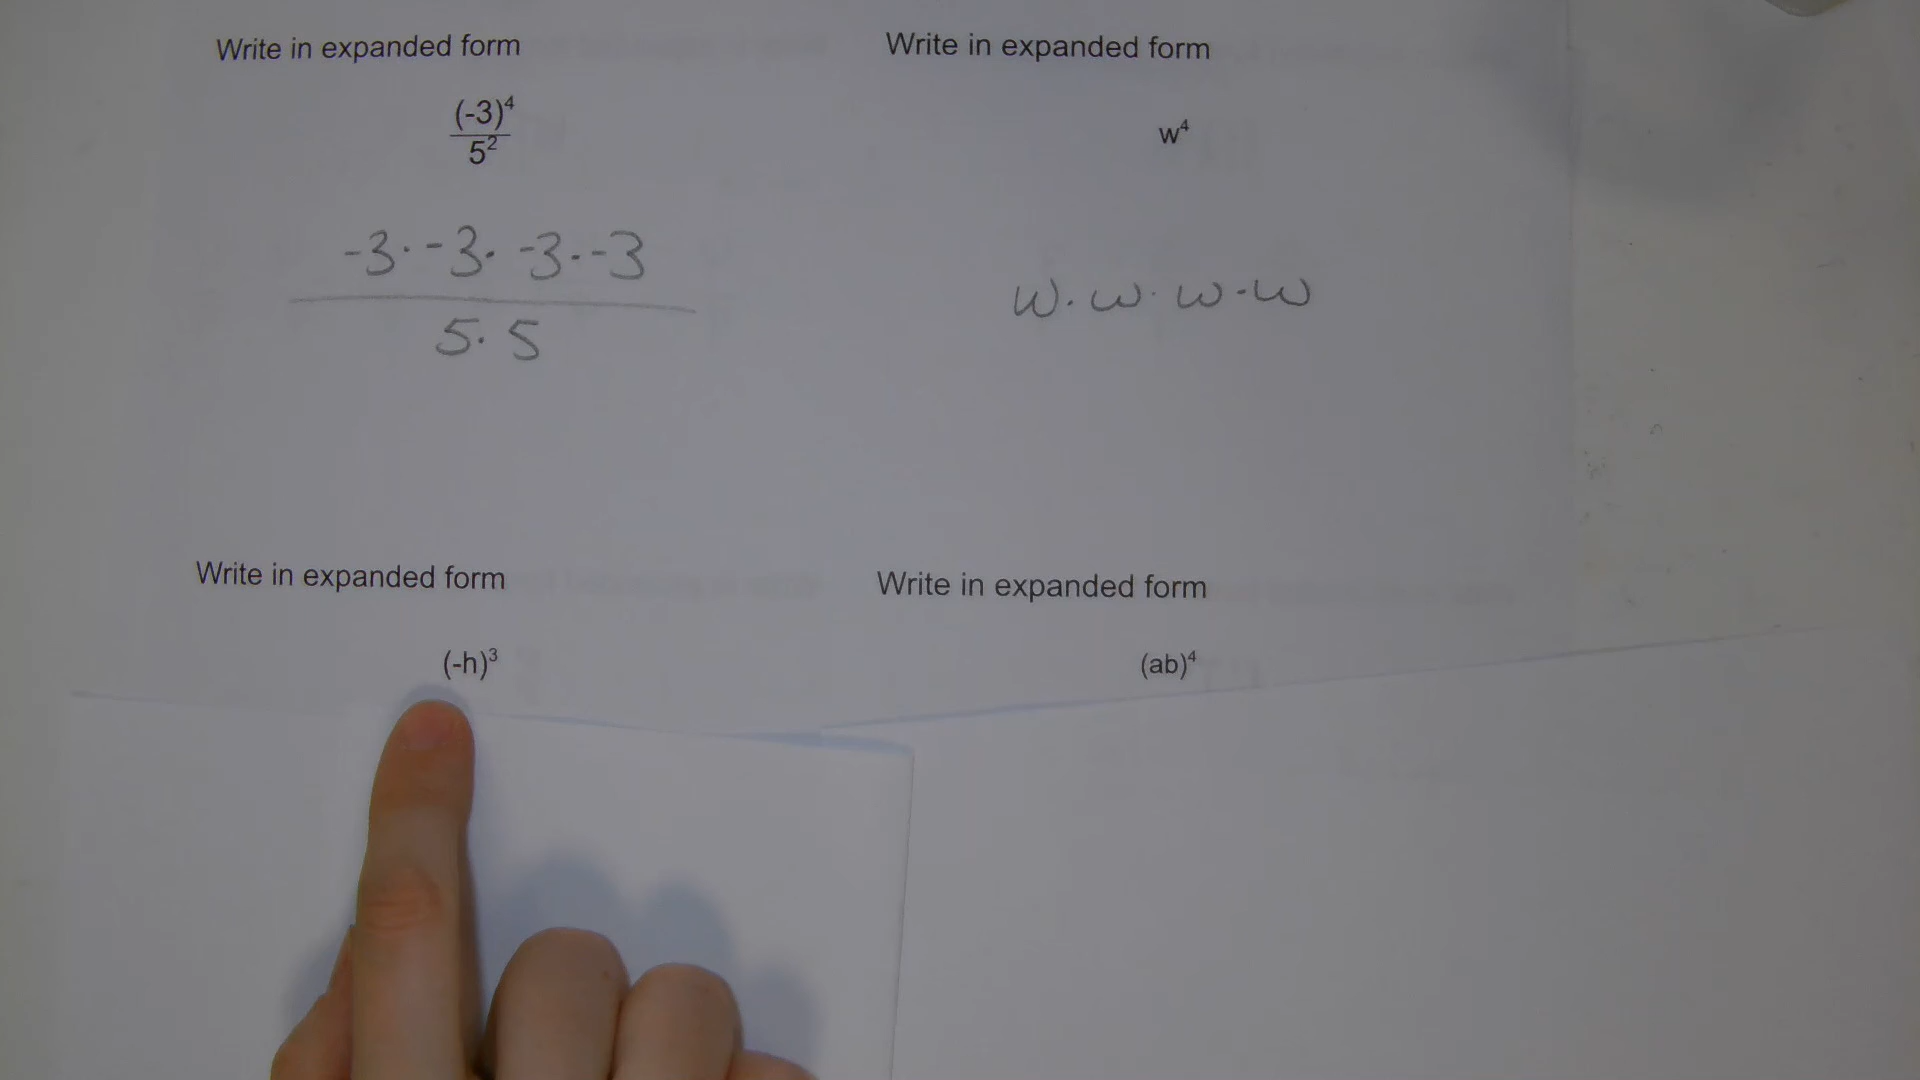 Write in expanded form
(-3)⁴
5²
-3 · -3 · -3 · -3
5 · 5
Write in expanded form
w⁴
w · w · w · w
Write in expanded form
(-h)³
Write in expanded form
(ab)⁴